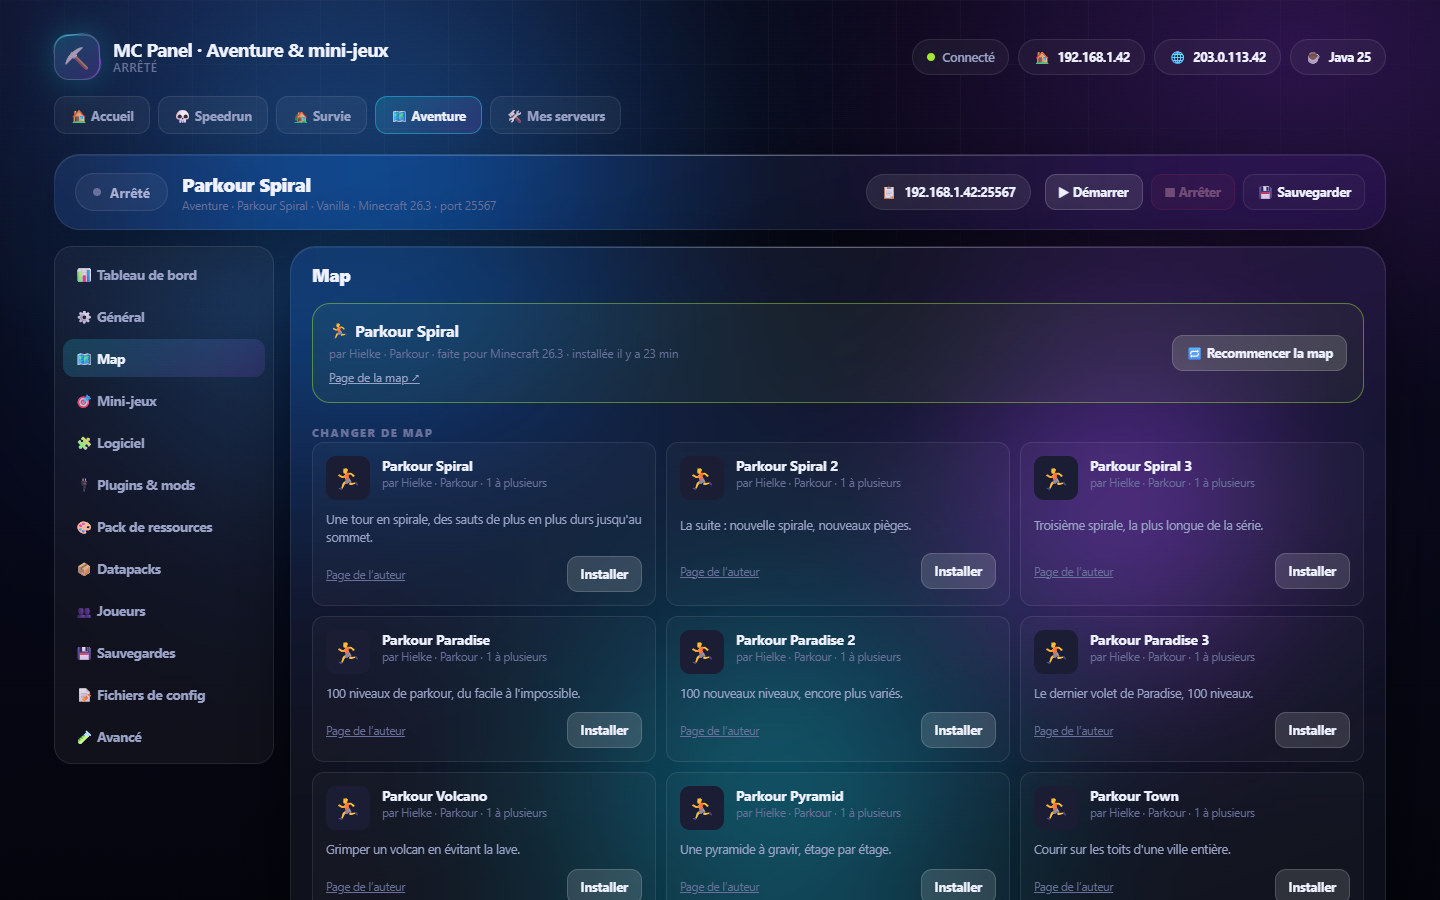 MC Panel · Aventure & mini-jeux
ARRÊTÉ
Connecté
192.168.1.42
203.0.113.42
Java 25
Accueil
Speedrun
Survie
Aventure
Mes serveurs
Arrêté
Parkour Spiral
Aventure · Parkour Spiral · Vanilla · Minecraft 26.3 · port 25567
192.168.1.42:25567
Démarrer
Arrêter
Sauvegarder
Tableau de bord
Général
Map
Mini-jeux
Logiciel
Plugins & mods
Pack de ressources
Datapacks
Joueurs
Sauvegardes
Fichiers de config
Avancé
Map
Parkour Spiral
par Hielke · Parkour · faite pour Minecraft 26.3 · installée il y a 23 min
Page de la map ↗
Recommencer la map
CHANGER DE MAP
Parkour Spiral
par Hielke · Parkour · 1 à plusieurs
Une tour en spirale, des sauts de plus en plus durs jusqu'au
sommet.
Page de l'auteur
Installer
Parkour Spiral 2
par Hielke · Parkour · 1 à plusieurs
La suite : nouvelle spirale, nouveaux pièges.
Page de l'auteur
Installer
Parkour Spiral 3
par Hielke · Parkour · 1 à plusieurs
Troisième spirale, la plus longue de la série.
Page de l'auteur
Installer
Parkour Paradise
par Hielke · Parkour · 1 à plusieurs
100 niveaux de parkour, du facile à l'impossible.
Page de l'auteur
Installer
Parkour Paradise 2
par Hielke · Parkour · 1 à plusieurs
100 nouveaux niveaux, encore plus variés.
Page de l'auteur
Installer
Parkour Paradise 3
par Hielke · Parkour · 1 à plusieurs
Le dernier volet de Paradise, 100 niveaux.
Page de l'auteur
Installer
Parkour Volcano
par Hielke · Parkour · 1 à plusieurs
Grimper un volcan en évitant la lave.
Page de l'auteur
Installer
Parkour Pyramid
par Hielke · Parkour · 1 à plusieurs
Une pyramide à gravir, étage par étage.
Page de l'auteur
Installer
Parkour Town
par Hielke · Parkour · 1 à plusieurs
Courir sur les toits d'une ville entière.
Page de l'auteur
Installer